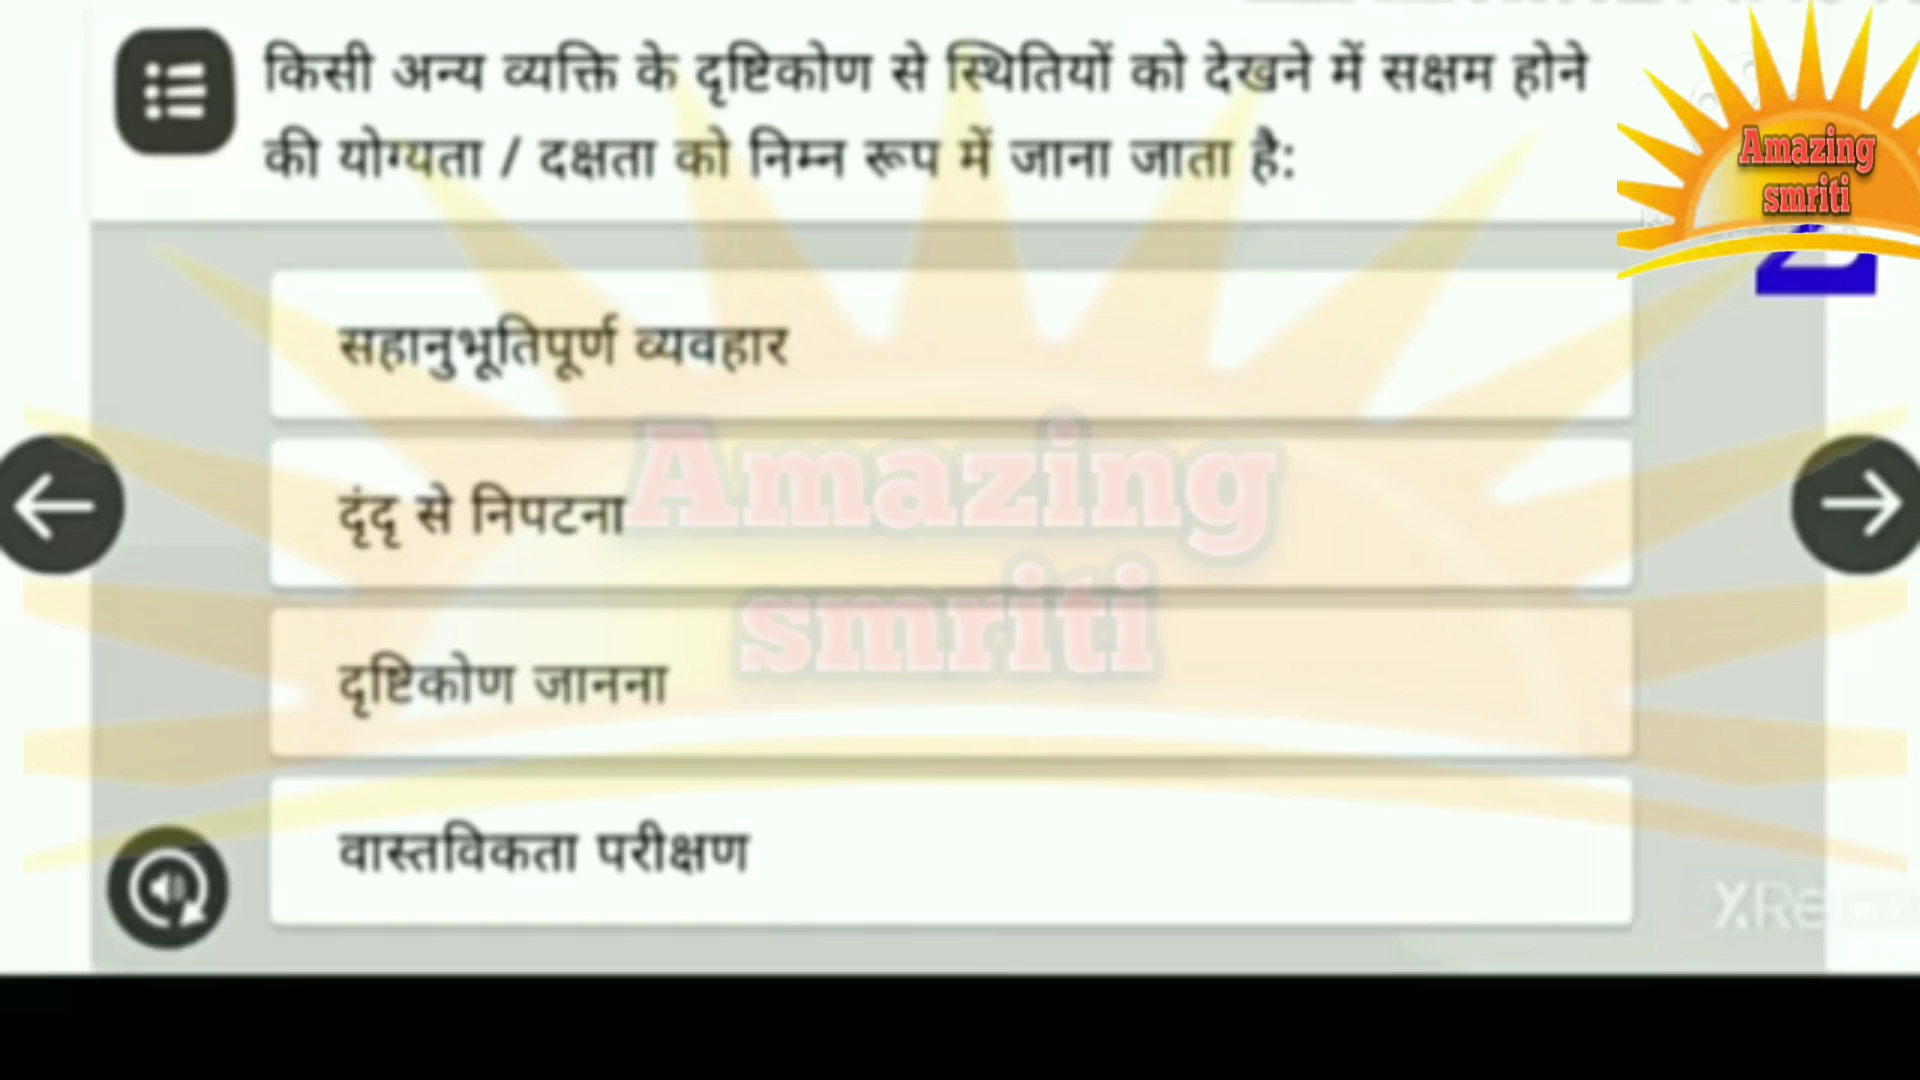 किसी अन्य व्यक्ति के दृष्टिकोण से स्थितियों को देखने में सक्षम होने
की योग्यता / दक्षता को निम्न रूप में जाना जाता है:
Amazing
smriti
सहानुभूतिपूर्ण व्यवहार
दृंदृ से निपटना
Amazing
smriti
दृष्टिकोण जानना
वास्तविकता परीक्षण
XRe